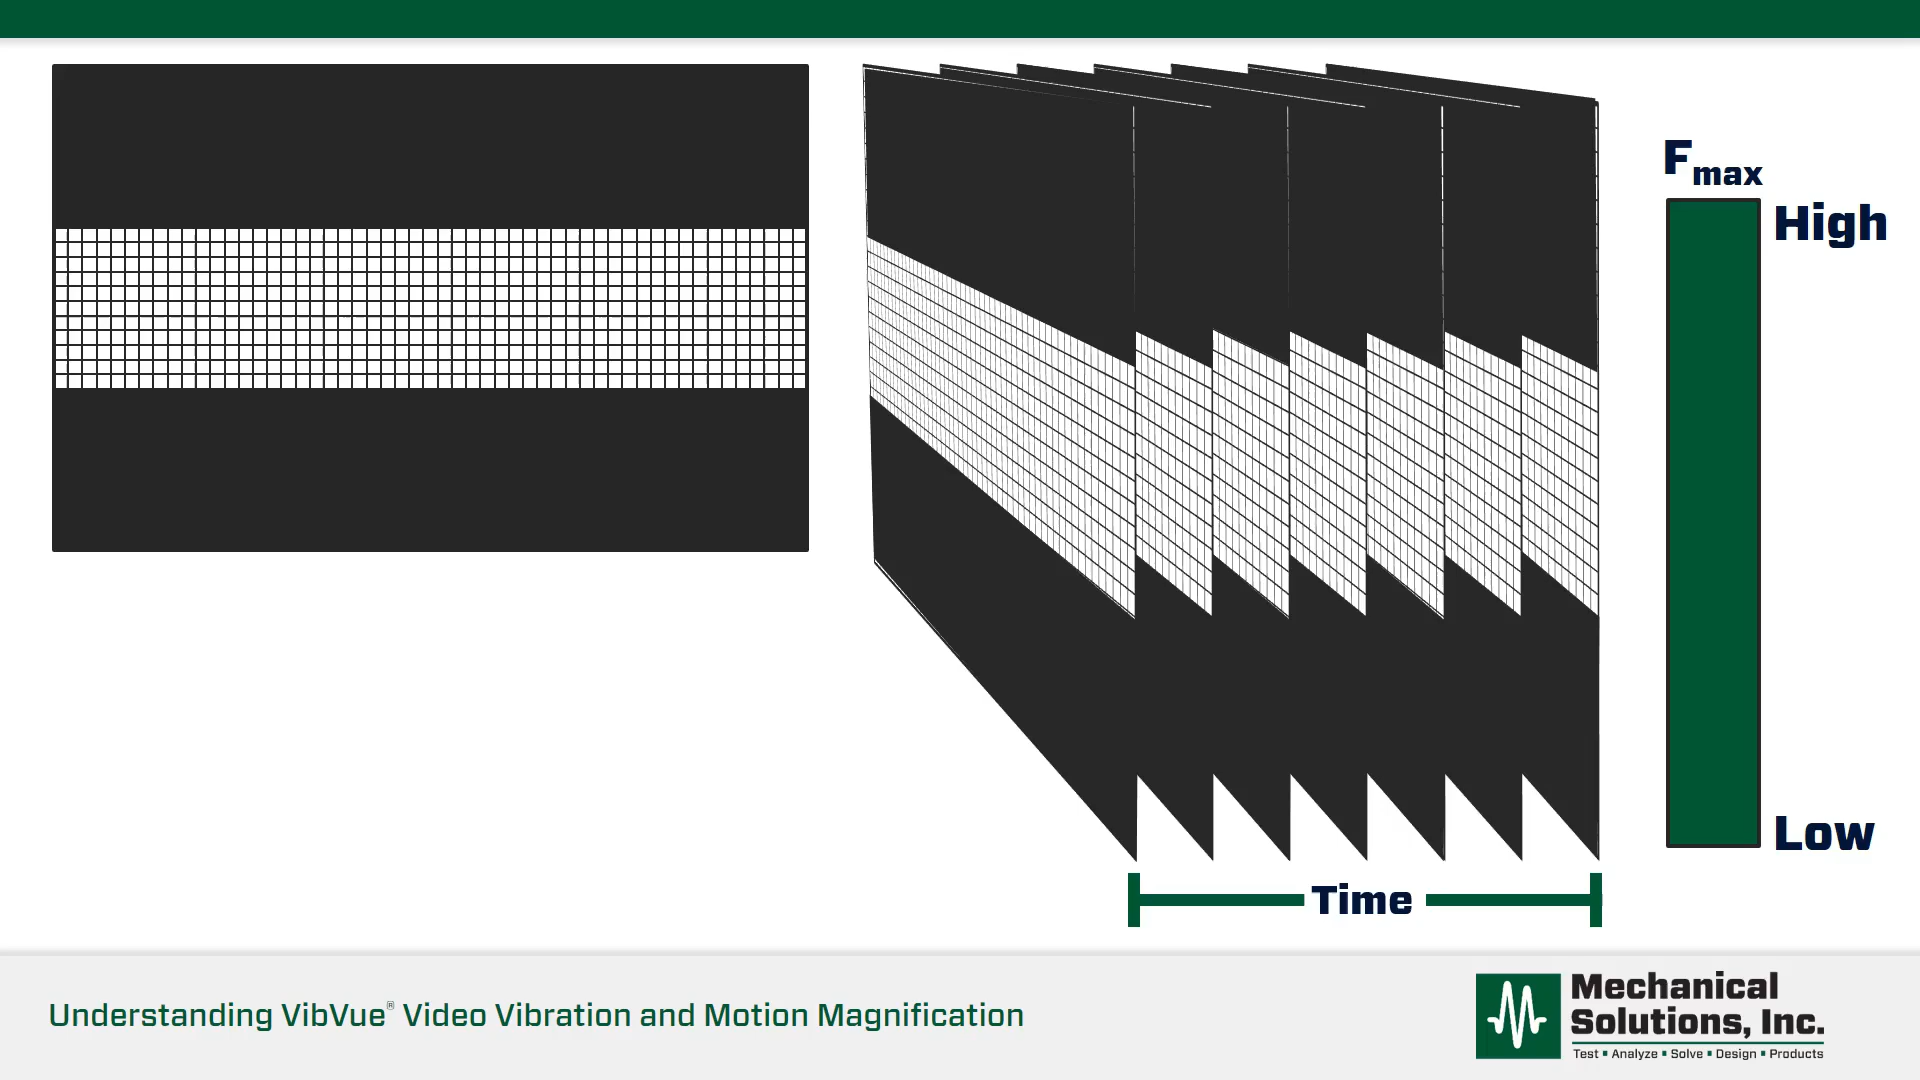 Fmax
High
Low
Time
Understanding VibVue® Video Vibration and Motion Magnification
Mechanical
Solutions, Inc.
Test ▪ Analyze ▪ Solve ▪ Design ▪ Products